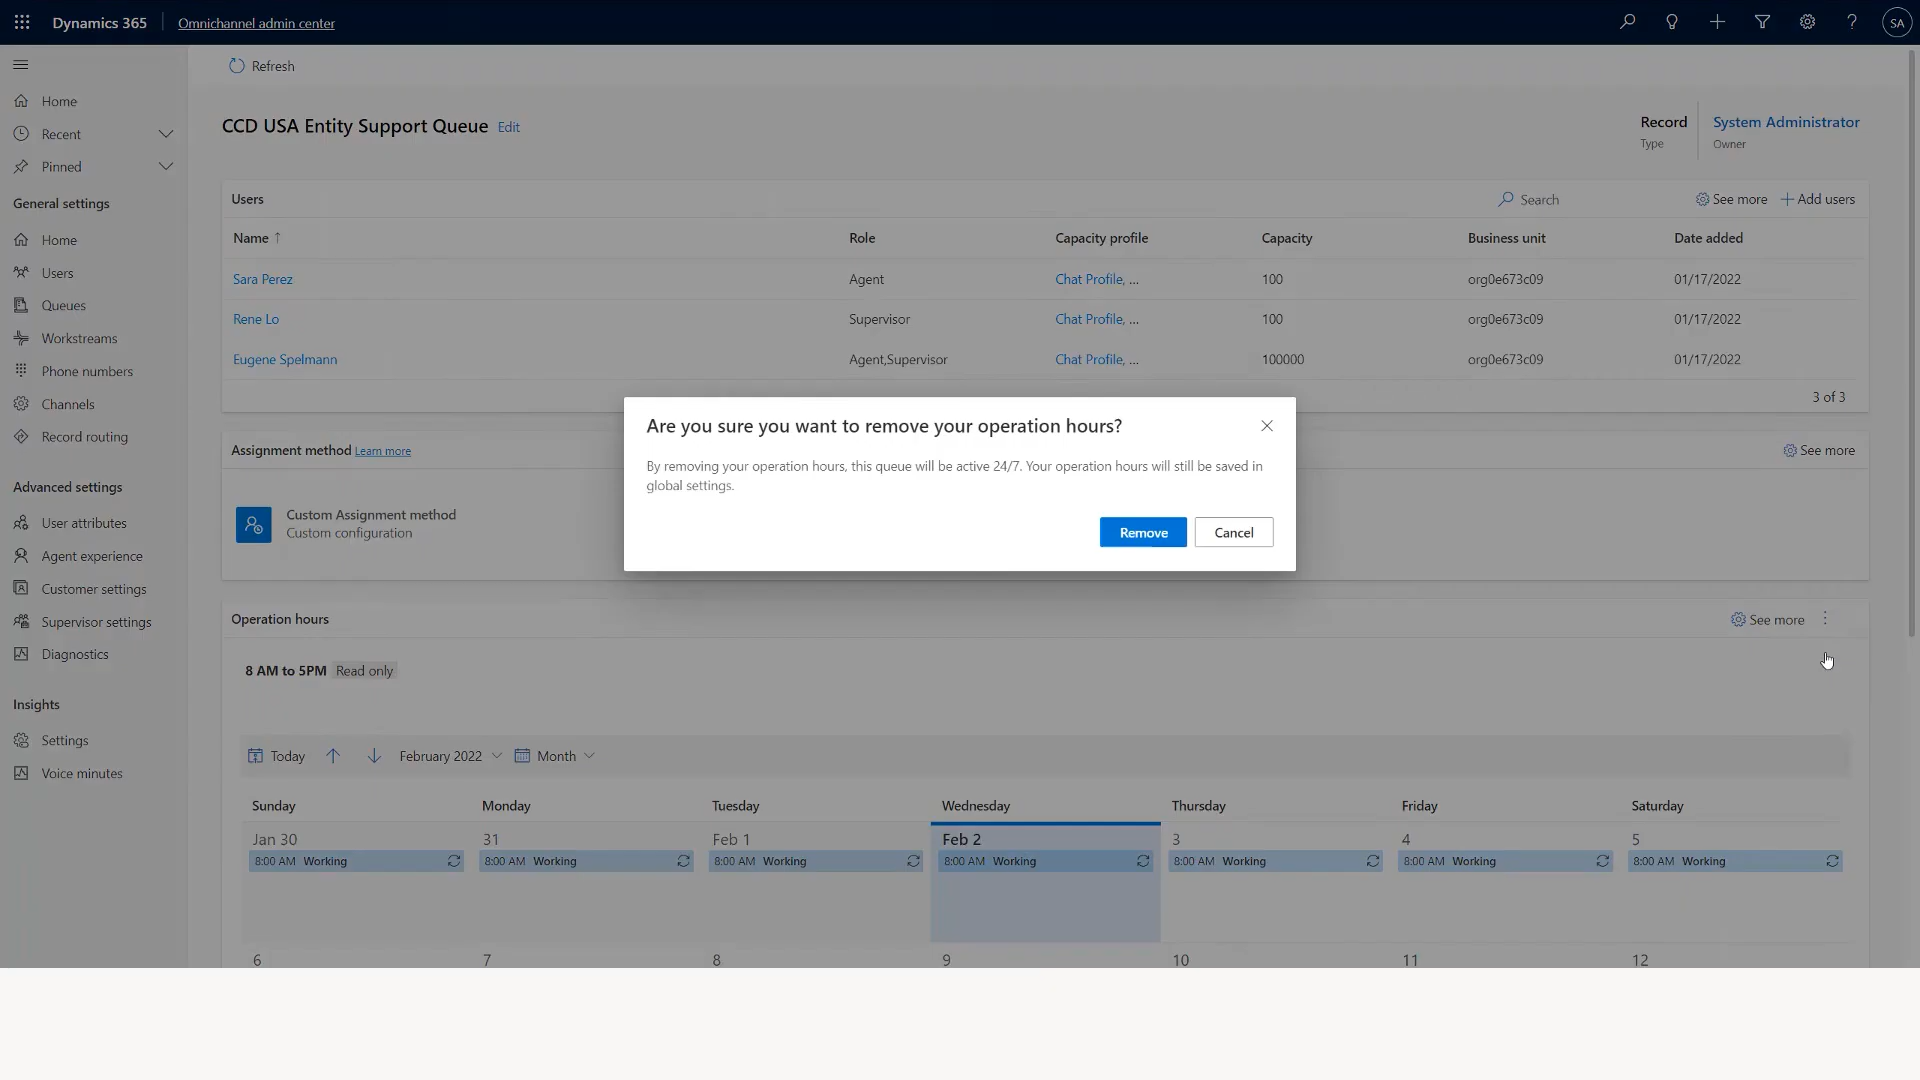 Dynamics 365
Omnichannel admin center
SA
Refresh
Home
Recent
Pinned
General settings
Home
Users
Queues
Workstreams
Phone numbers
Channels
Record routing
Advanced settings
User attributes
Agent experience
Customer settings
Supervisor settings
Diagnostics
Insights
Settings
Voice minutes
CCD USA Entity Support Queue Edit
Record
Type
System Administrator
Owner
Users Search See more Add users
Name ↑ Role Capacity profile Capacity Business unit Date added
Sara Perez Agent Chat Profile, ... 100 org0e673c09 01/17/2022
Rene Lo Supervisor Chat Profile, ... 100 org0e673c09 01/17/2022
Eugene Spelmann Agent,Supervisor Chat Profile, ... 100000 org0e673c09 01/17/2022
3 of 3
Are you sure you want to remove your operation hours?
By removing your operation hours, this queue will be active 24/7. Your operation hours will still be saved in
global settings.
Remove Cancel
Assignment method Learn more See more
Custom Assignment method
Custom configuration
Operation hours See more
8 AM to 5PM Read only
Today February 2022 Month
Sunday Monday Tuesday Wednesday Thursday Friday Saturday
Jan 30 31 Feb 1 Feb 2 3 4 5
8:00 AM Working 8:00 AM Working 8:00 AM Working 8:00 AM Working 8:00 AM Working 8:00 AM Working 8:00 AM Working
6 7 8 9 10 11 12